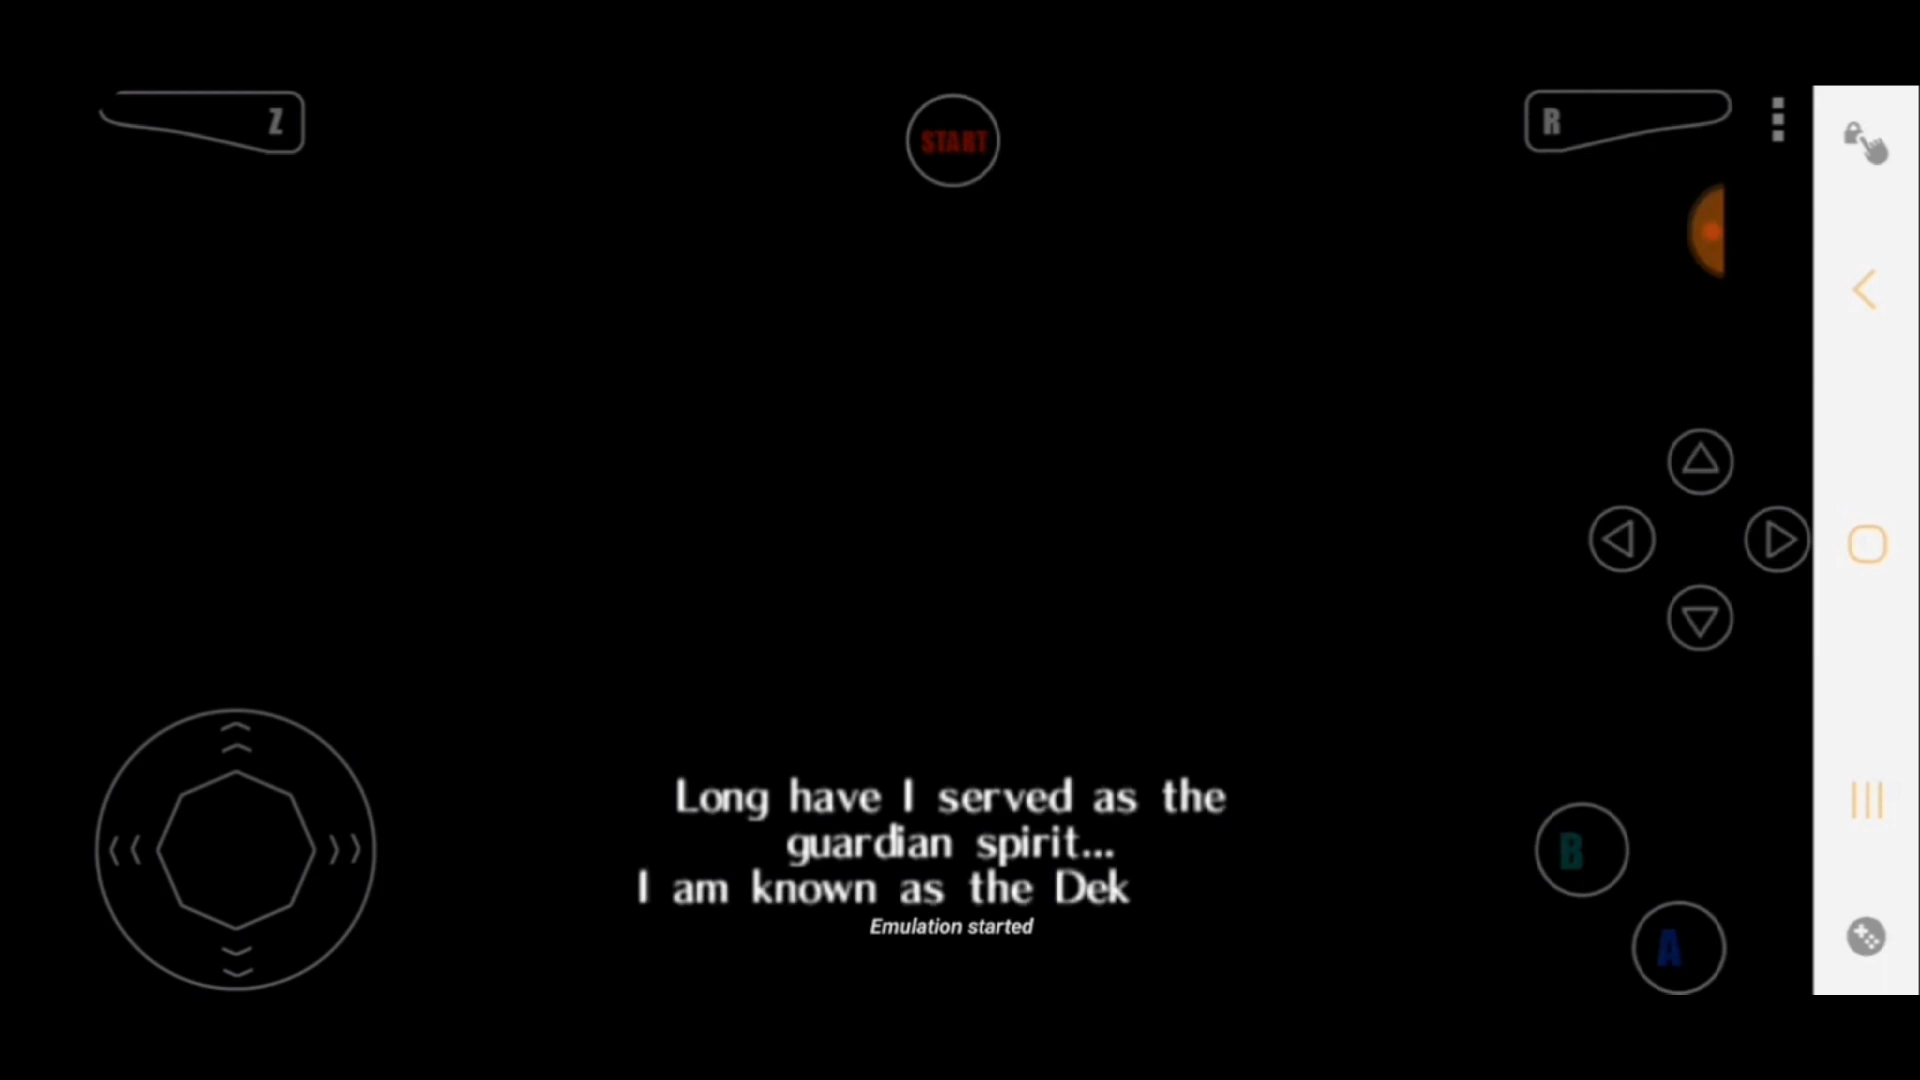 Z
START
R
Long have I served as the
guardian spirit...
I am known as the Dek
Emulation started
B
A